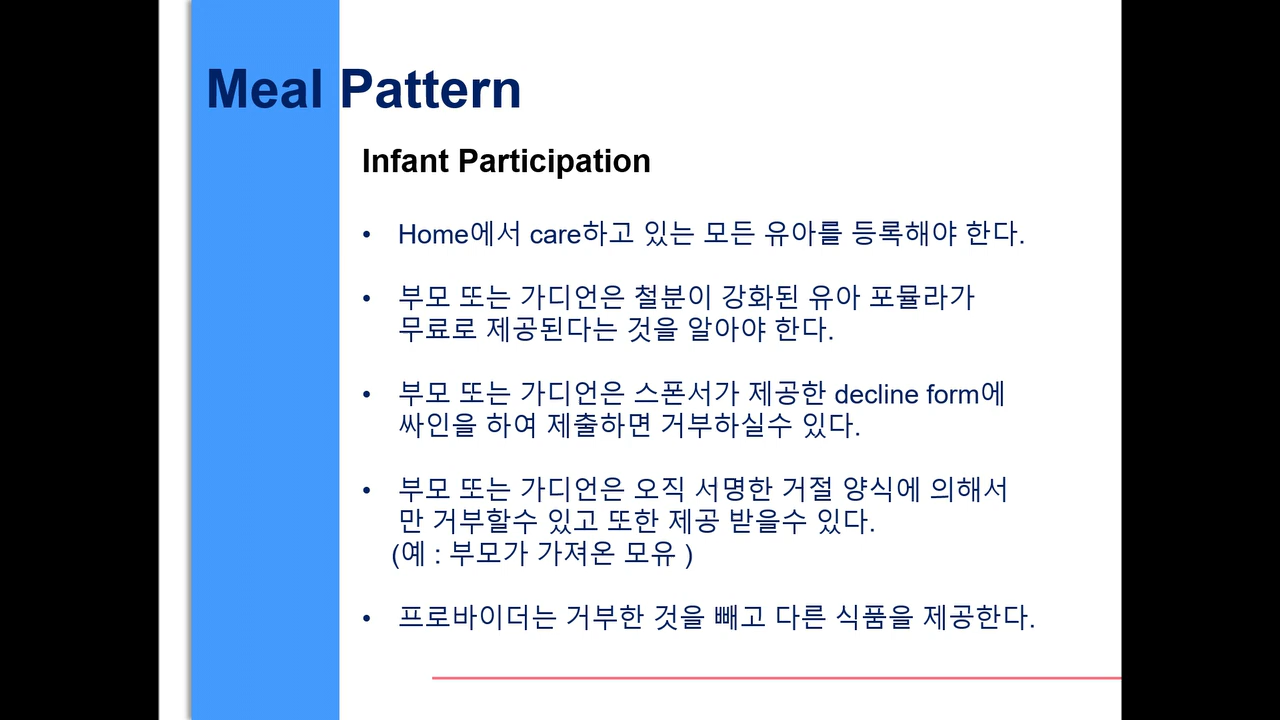 Meal Pattern
Infant Participation
• Home에서 care하고 있는 모든 유아를 등록해야 한다.
• 부모 또는 가디언은 철분이 강화된 유아 포뮬라가
무료로 제공된다는 것을 알아야 한다.
• 부모 또는 가디언은 스폰서가 제공한 decline form에
싸인을 하여 제출하면 거부하실수 있다.
• 부모 또는 가디언은 오직 서명한 거절 양식에 의해서
만 거부할수 있고 또한 제공 받을수 있다.
(예 : 부모가 가져온 모유 )
• 프로바이더는 거부한 것을 빼고 다른 식품을 제공한다.